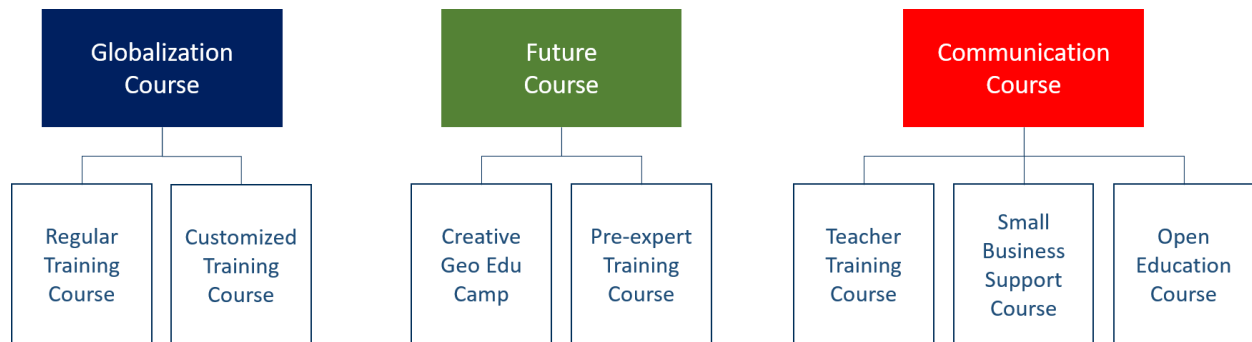 Globalization
Course
Future
Course
Communication
Course
Regular
Training
Course
Customized
Training
Course
Creative
Geo Edu
Camp
Pre-expert
Training
Course
Teacher
Training
Course
Small
Business
Support
Course
Open
Education
Course